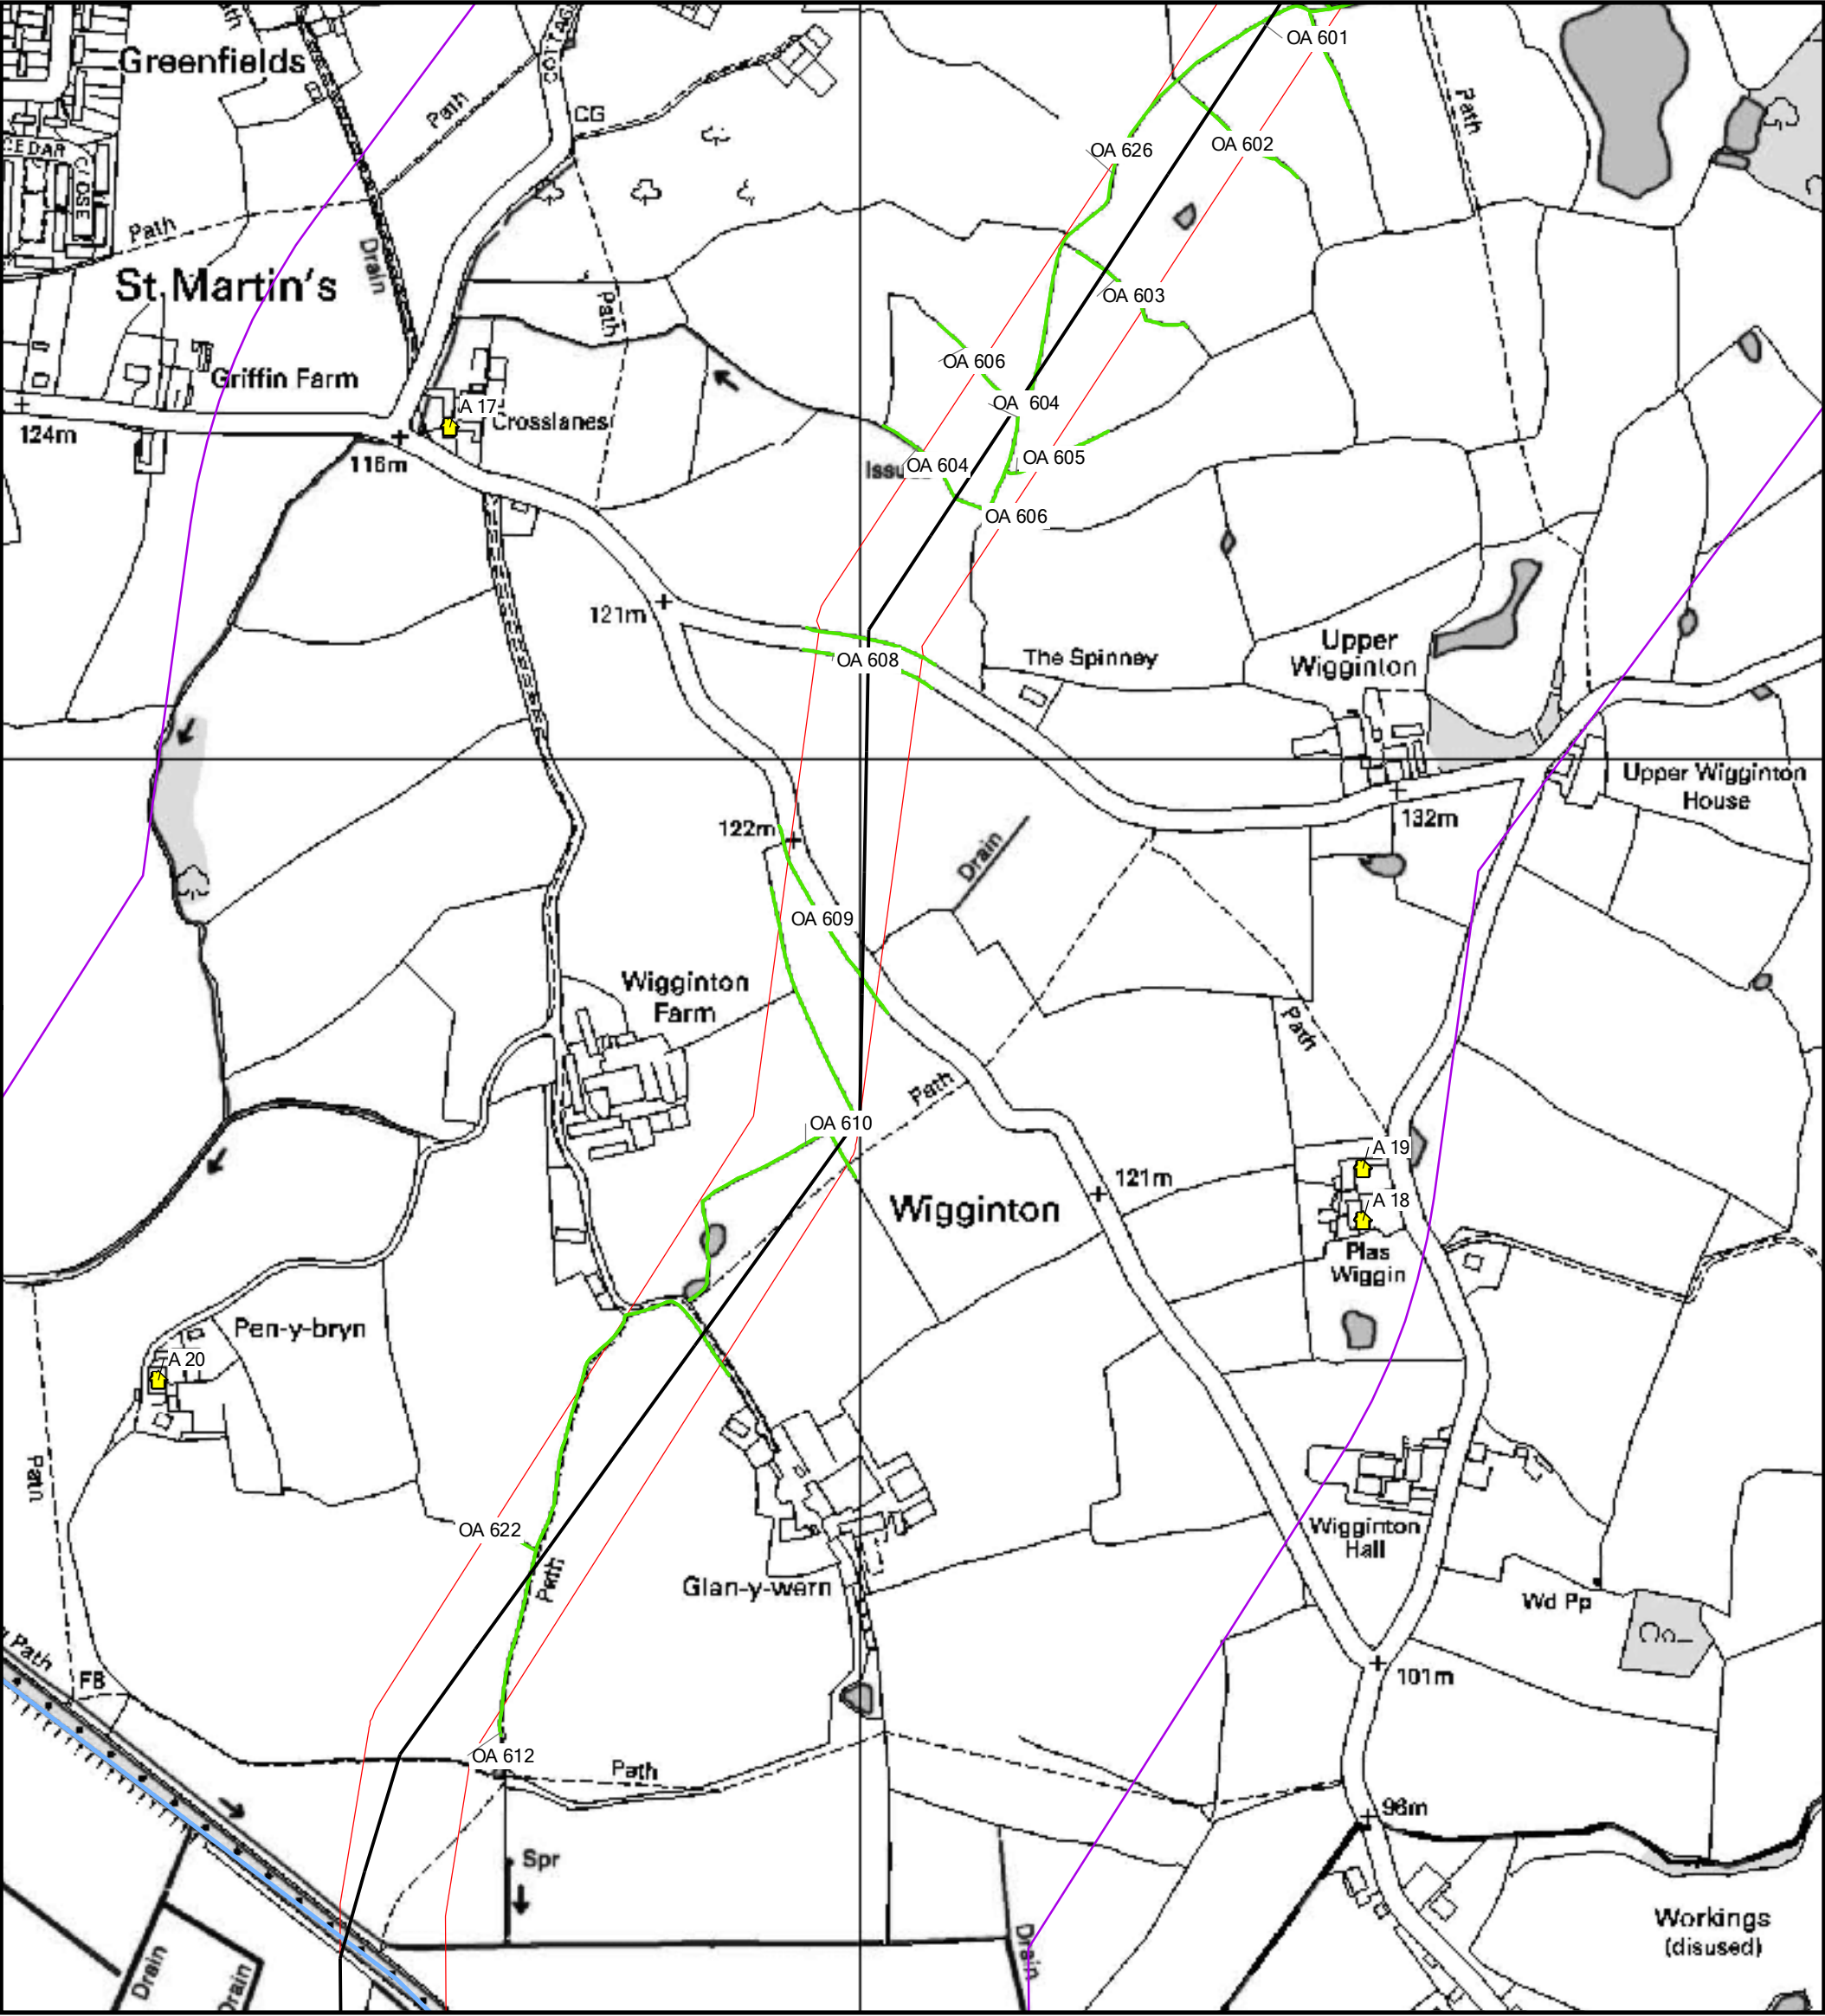 Greenfields
Path
CG
CEDAR
CLOSE
Path
Drain
St. Martin's
Path
Griffin Farm
A 17
Crosslanes
124m
116m
OA 601
OA 602
OA 626
Path
OA 603
OA 606
OA 604
OA 604
OA 605
OA 606
121m
OA 608
The Spinney
Upper
Wigginton
Upper Wigginton
House
132m
122m
Drain
OA 609
Wigginton
Farm
Path
Path
OA 610
Wigginton
121m
A 19
A 18
Plas
Wiggin
Pen-y-bryn
A 20
Path
OA 622
Path
Glan-y-wern
Wigginton
Hall
Wd Pp
Path
FB
101m
OA 612
Path
96m
Spr
Workings
(disused)
Drain
Drain
Drain